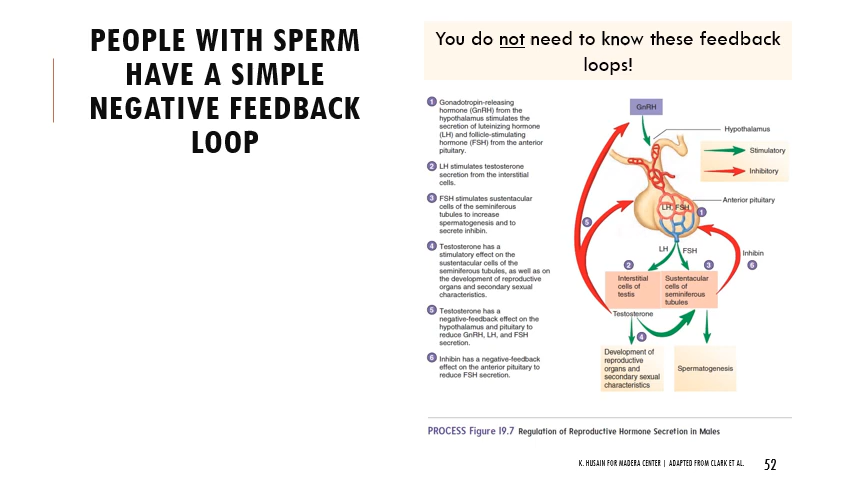 PEOPLE WITH SPERM
HAVE A SIMPLE
NEGATIVE FEEDBACK
LOOP
You do not need to know these feedback
loops!
1 Gonadotropin-releasing
hormone (GnRH) from the
hypothalamus stimulates the
secretion of luteinizing hormone
(LH) and follicle-stimulating
hormone (FSH) from the anterior
pituitary.
2 LH stimulates testosterone
secretion from the interstitial
cells.
3 FSH stimulates sustentacular
cells of the seminiferous
tubules to increase
spermatogenesis and to
secrete inhibin.
4 Testosterone has a
stimulatory effect on the
sustentacular cells of the
seminiferous tubules, as well as on
the development of reproductive
organs and secondary sexual
characteristics.
5 Testosterone has a
negative-feedback effect on the
hypothalamus and pituitary to
reduce GnRH, LH, and FSH
secretion.
6 Inhibin has a negative-feedback
effect on the anterior pituitary to
reduce FSH secretion.
GnRH
Hypothalamus
Stimulatory
Inhibitory
Anterior pituitary
LH FSH
1
5
LH FSH
Inhibin
2
3
6
Interstitial
cells of
testis
Sustentacular
cells of
seminiferous
tubules
Testosterone
4
Development of
reproductive
organs and
secondary sexual
characteristics
Spermatogenesis
PROCESS Figure 19.7 Regulation of Reproductive Hormone Secretion in Males
K. HUSAIN FOR MADERA CENTER | ADAPTED FROM CLARK ET AL.
52